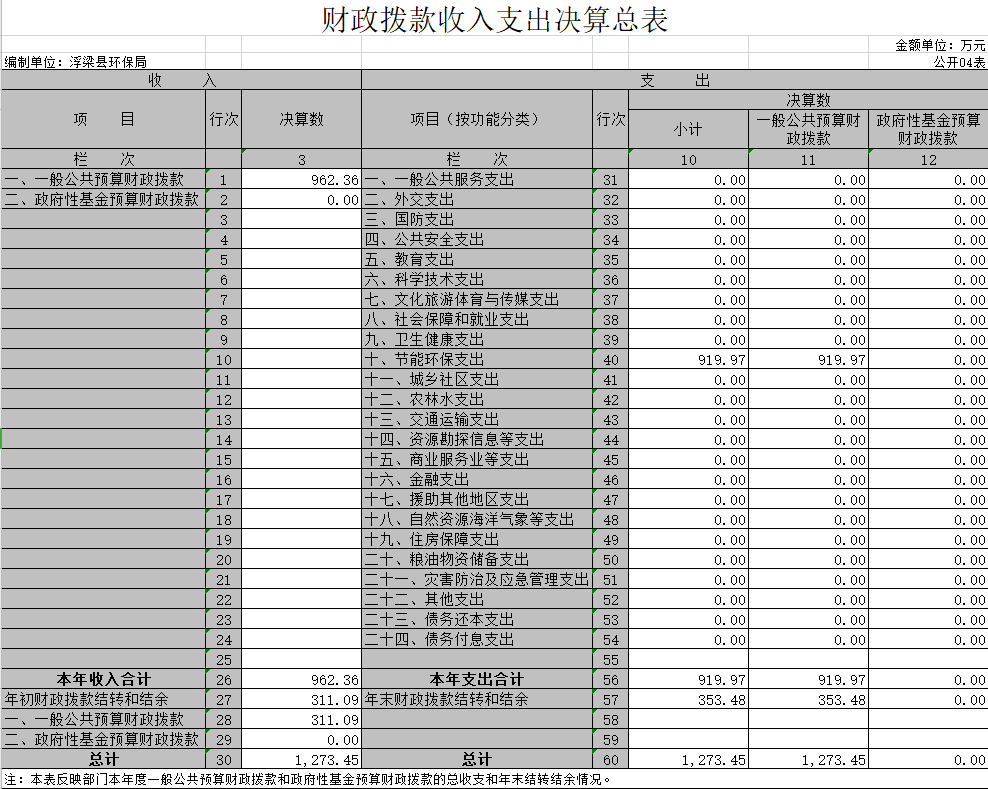 财政拨款收入支出决算总表
金额单位：万元
编制单位：浮梁县环保局 公开04表
收 入 支 出
项 目 行次 决算数 项目（按功能分类） 行次 决算数
小计 一般公共预算财政拨款 政府性基金预算财政拨款
栏 次 3 栏 次 10 11 12
一、一般公共预算财政拨款 1 962.36 一、一般公共服务支出 31 0.00 0.00 0.00
二、政府性基金预算财政拨款 2 0.00 二、外交支出 32 0.00 0.00 0.00
3 三、国防支出 33 0.00 0.00 0.00
4 四、公共安全支出 34 0.00 0.00 0.00
5 五、教育支出 35 0.00 0.00 0.00
6 六、科学技术支出 36 0.00 0.00 0.00
7 七、文化旅游体育与传媒支出 37 0.00 0.00 0.00
8 八、社会保障和就业支出 38 0.00 0.00 0.00
9 九、卫生健康支出 39 0.00 0.00 0.00
10 十、节能环保支出 40 919.97 919.97 0.00
11 十一、城乡社区支出 41 0.00 0.00 0.00
12 十二、农林水支出 42 0.00 0.00 0.00
13 十三、交通运输支出 43 0.00 0.00 0.00
14 十四、资源勘探信息等支出 44 0.00 0.00 0.00
15 十五、商业服务业等支出 45 0.00 0.00 0.00
16 十六、金融支出 46 0.00 0.00 0.00
17 十七、援助其他地区支出 47 0.00 0.00 0.00
18 十八、自然资源海洋气象等支出 48 0.00 0.00 0.00
19 十九、住房保障支出 49 0.00 0.00 0.00
20 二十、粮油物资储备支出 50 0.00 0.00 0.00
21 二十一、灾害防治及应急管理支出 51 0.00 0.00 0.00
22 二十二、其他支出 52 0.00 0.00 0.00
23 二十三、债务还本支出 53 0.00 0.00 0.00
24 二十四、债务付息支出 54 0.00 0.00 0.00
25 55
本年收入合计 26 962.36 本年支出合计 56 919.97 919.97 0.00
年初财政拨款结转和结余 27 311.09 年末财政拨款结转和结余 57 353.48 353.48 0.00
一、一般公共预算财政拨款 28 311.09 58
二、政府性基金预算财政拨款 29 0.00 59
总计 30 1,273.45 总计 60 1,273.45 1,273.45 0.00
注：本表反映部门本年度一般公共预算财政拨款和政府性基金预算财政拨款的总收支和年末结转结余情况。